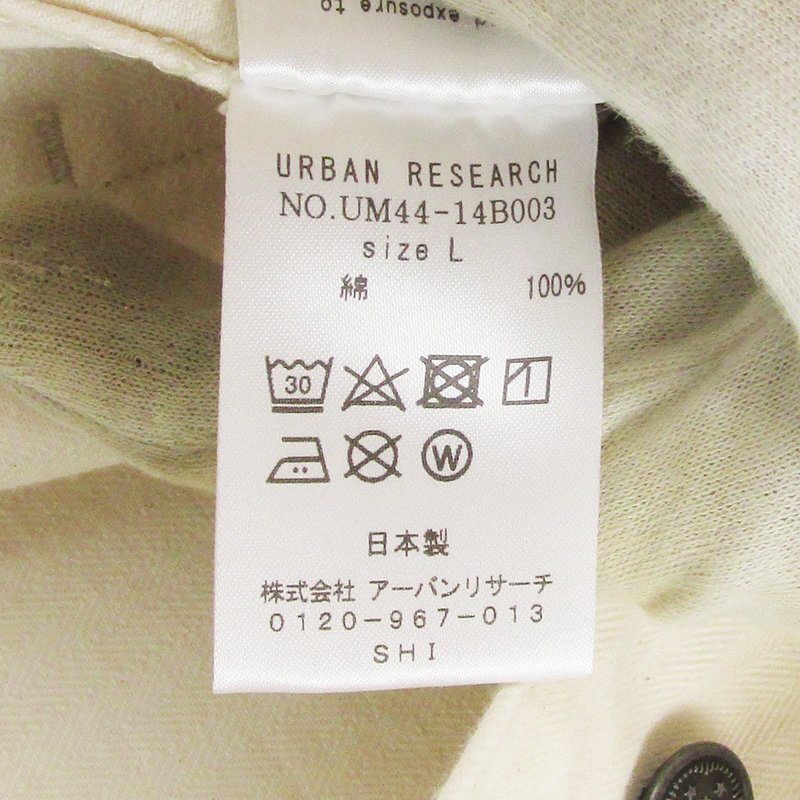 exposure to
URBAN RESEARCH
NO.UM44-14B003
size L
綿 100%
30
W
日本製
株式会社 アーバンリサーチ
0120-967-013
SHI